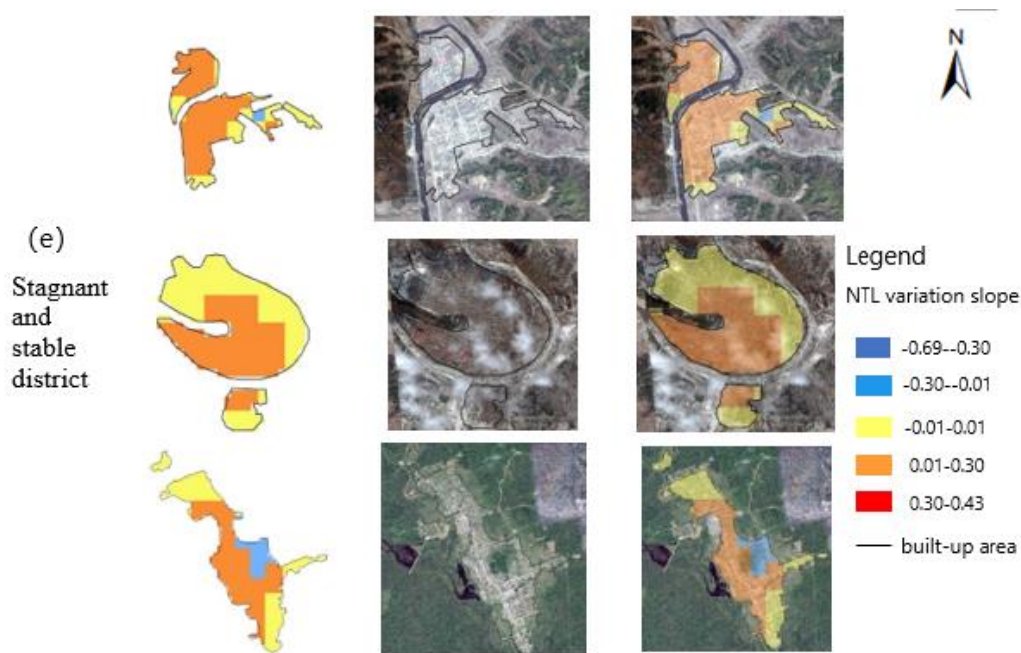 N
(e)
Stagnant
and
stable
district
Legend
NTL variation slope
-0.69--0.30
-0.30--0.01
-0.01-0.01
0.01-0.30
0.30-0.43
built-up area